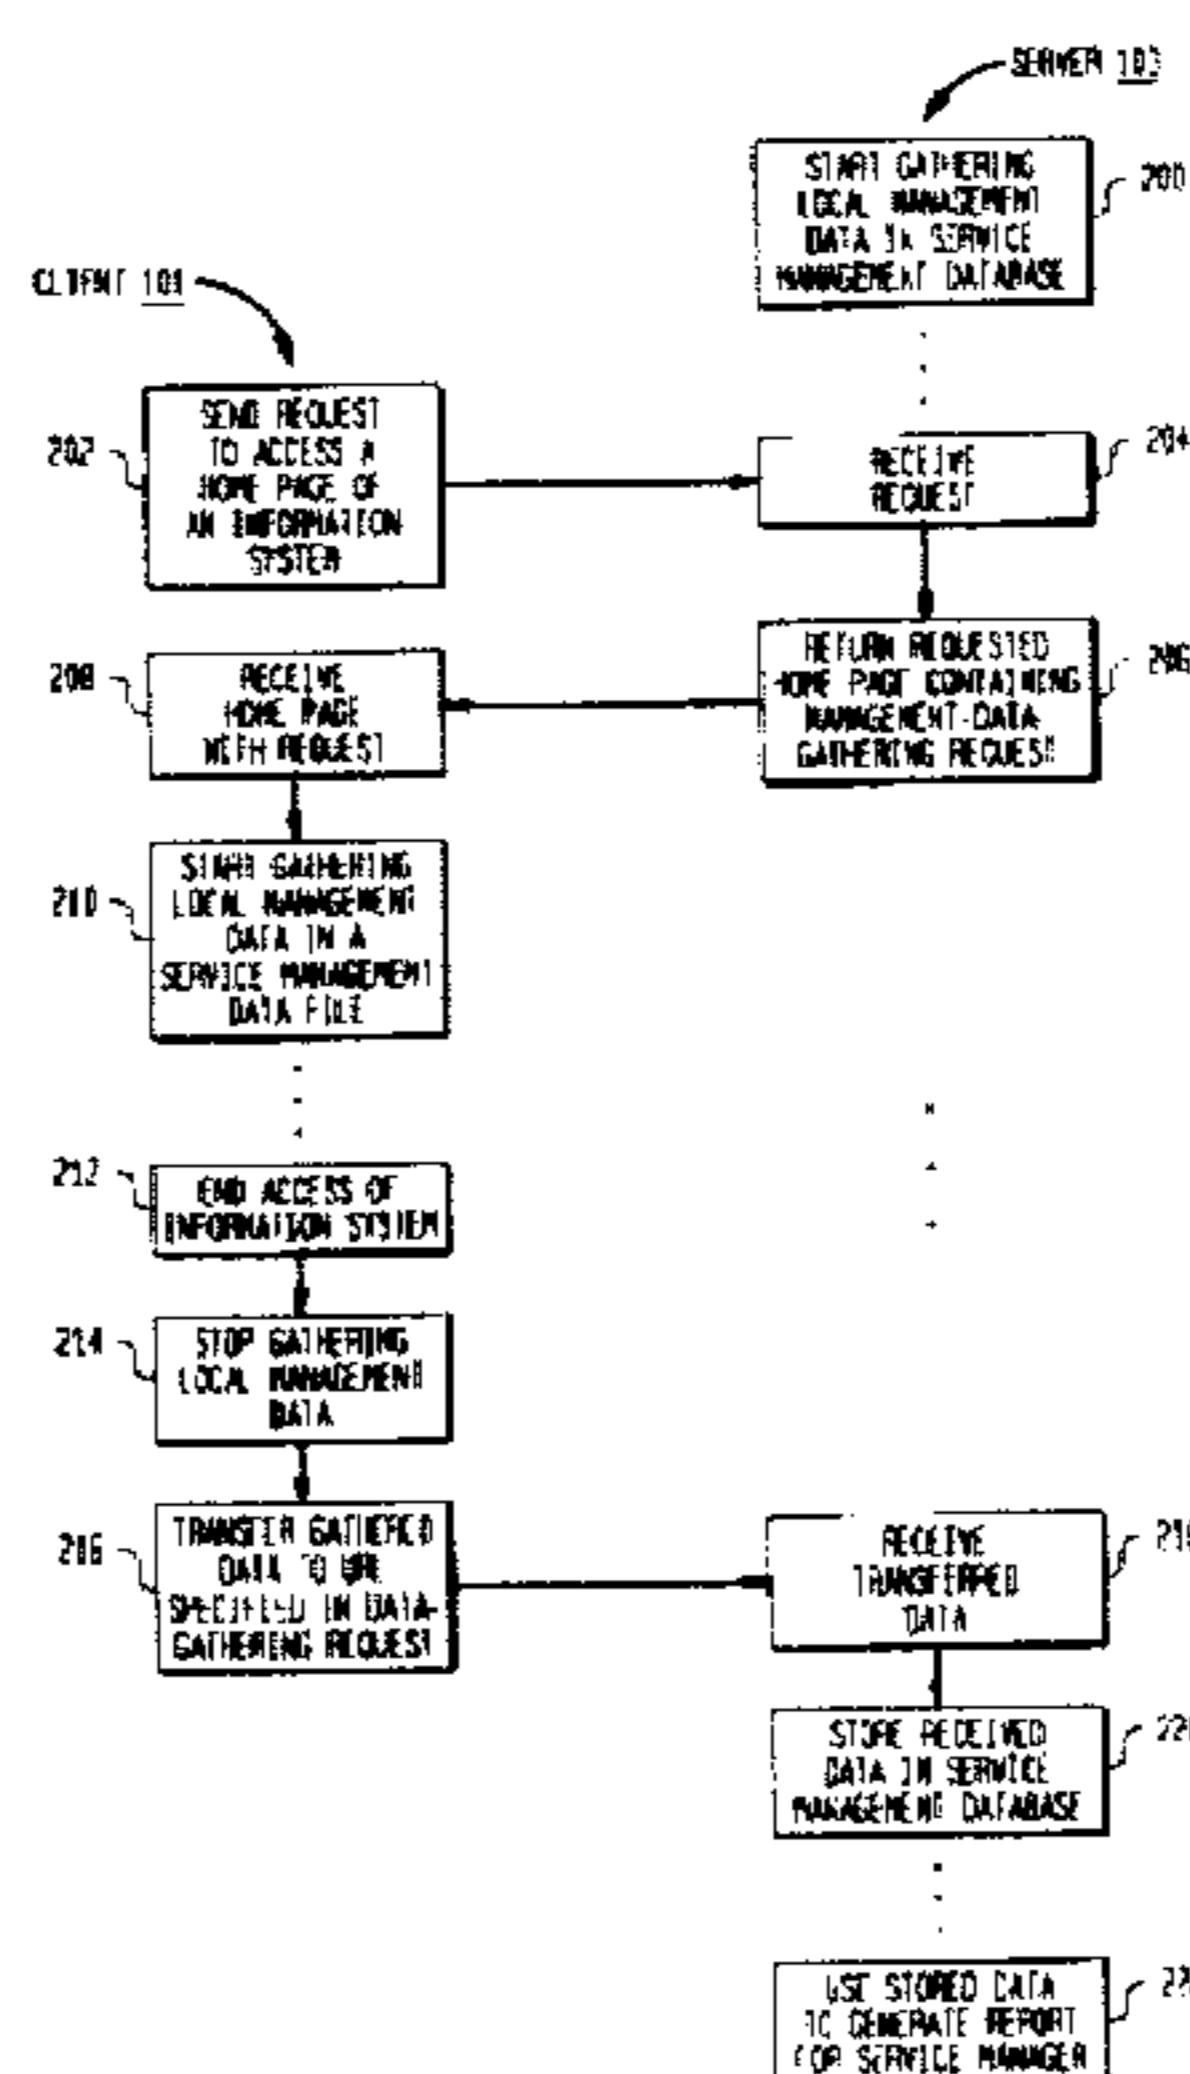 SERVER 103
START GATHERING
LOCAL MANAGEMENT
DATA IN SERVICE
MANAGEMENT DATABASE
200
CLIENT 101
SEND REQUEST
TO ACCESS A
HOME PAGE OF
AN INFORMATION
SYSTEM
202
RECEIVE
REQUEST
204
RETURN REQUESTED
HOME PAGE CONTAINING
MANAGEMENT-DATA-
GATHERING REQUEST
206
208
RECEIVE
HOME PAGE
WITH REQUEST
210
START GATHERING
LOCAL MANAGEMENT
DATA IN A
SERVICE MANAGEMENT
DATA FILE
212
END ACCESS OF
INFORMATION SYSTEM
214
STOP GATHERING
LOCAL MANAGEMENT
DATA
216
TRANSFER GATHERED
DATA TO URL
SPECIFIED IN DATA-
GATHERING REQUEST
RECEIVE
TRANSFERRED
DATA
STORE RECEIVED
DATA IN SERVICE
MANAGEMENT DATABASE
USE STORED DATA
TO GENERATE REPORT
FOR SERVICE MANAGER